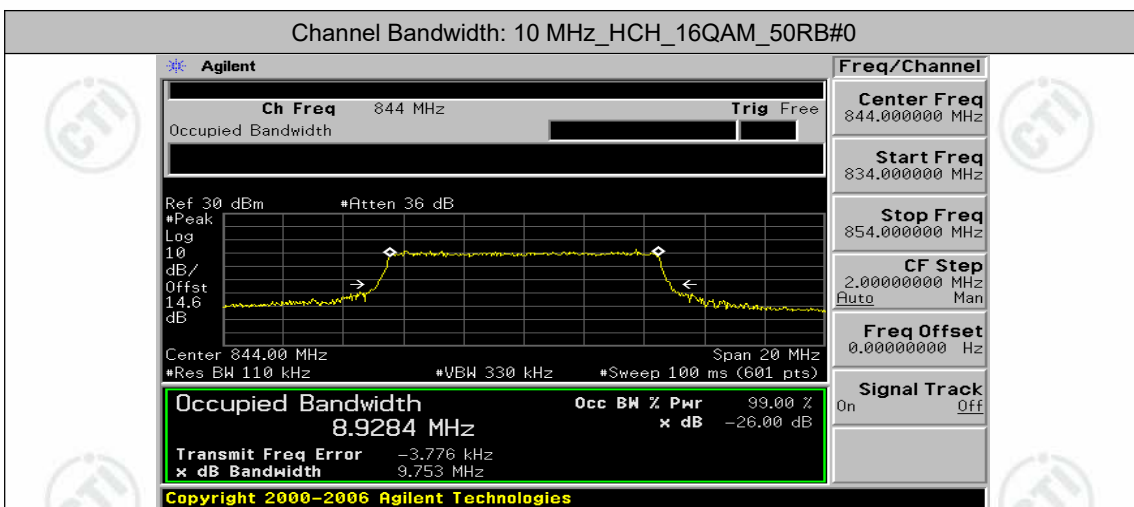 Channel Bandwidth: 10 MHz_HCH_16QAM_50RB#0
Agilent
Freq/Channel
Ch Freq 844 MHz Trig Free
Occupied Bandwidth
Center Freq
844.000000 MHz
Start Freq
834.000000 MHz
Stop Freq
854.000000 MHz
CF Step
2.00000000 MHz
Auto Man
Freq Offset
0.00000000 Hz
Signal Track
On Off
Ref 30 dBm #Atten 36 dB
#Peak
Log
10
dB/
Offst
14.6
dB
Center 844.00 MHz Span 20 MHz
#Res BW 110 kHz #VBW 330 kHz #Sweep 100 ms (601 pts)
Occupied Bandwidth
8.9284 MHz
Occ BW % Pwr 99.00 %
x dB -26.00 dB
Transmit Freq Error -3.776 kHz
x dB Bandwidth 9.753 MHz
Copyright 2000-2006 Agilent Technologies
CTI
CTI
CTI
CTI